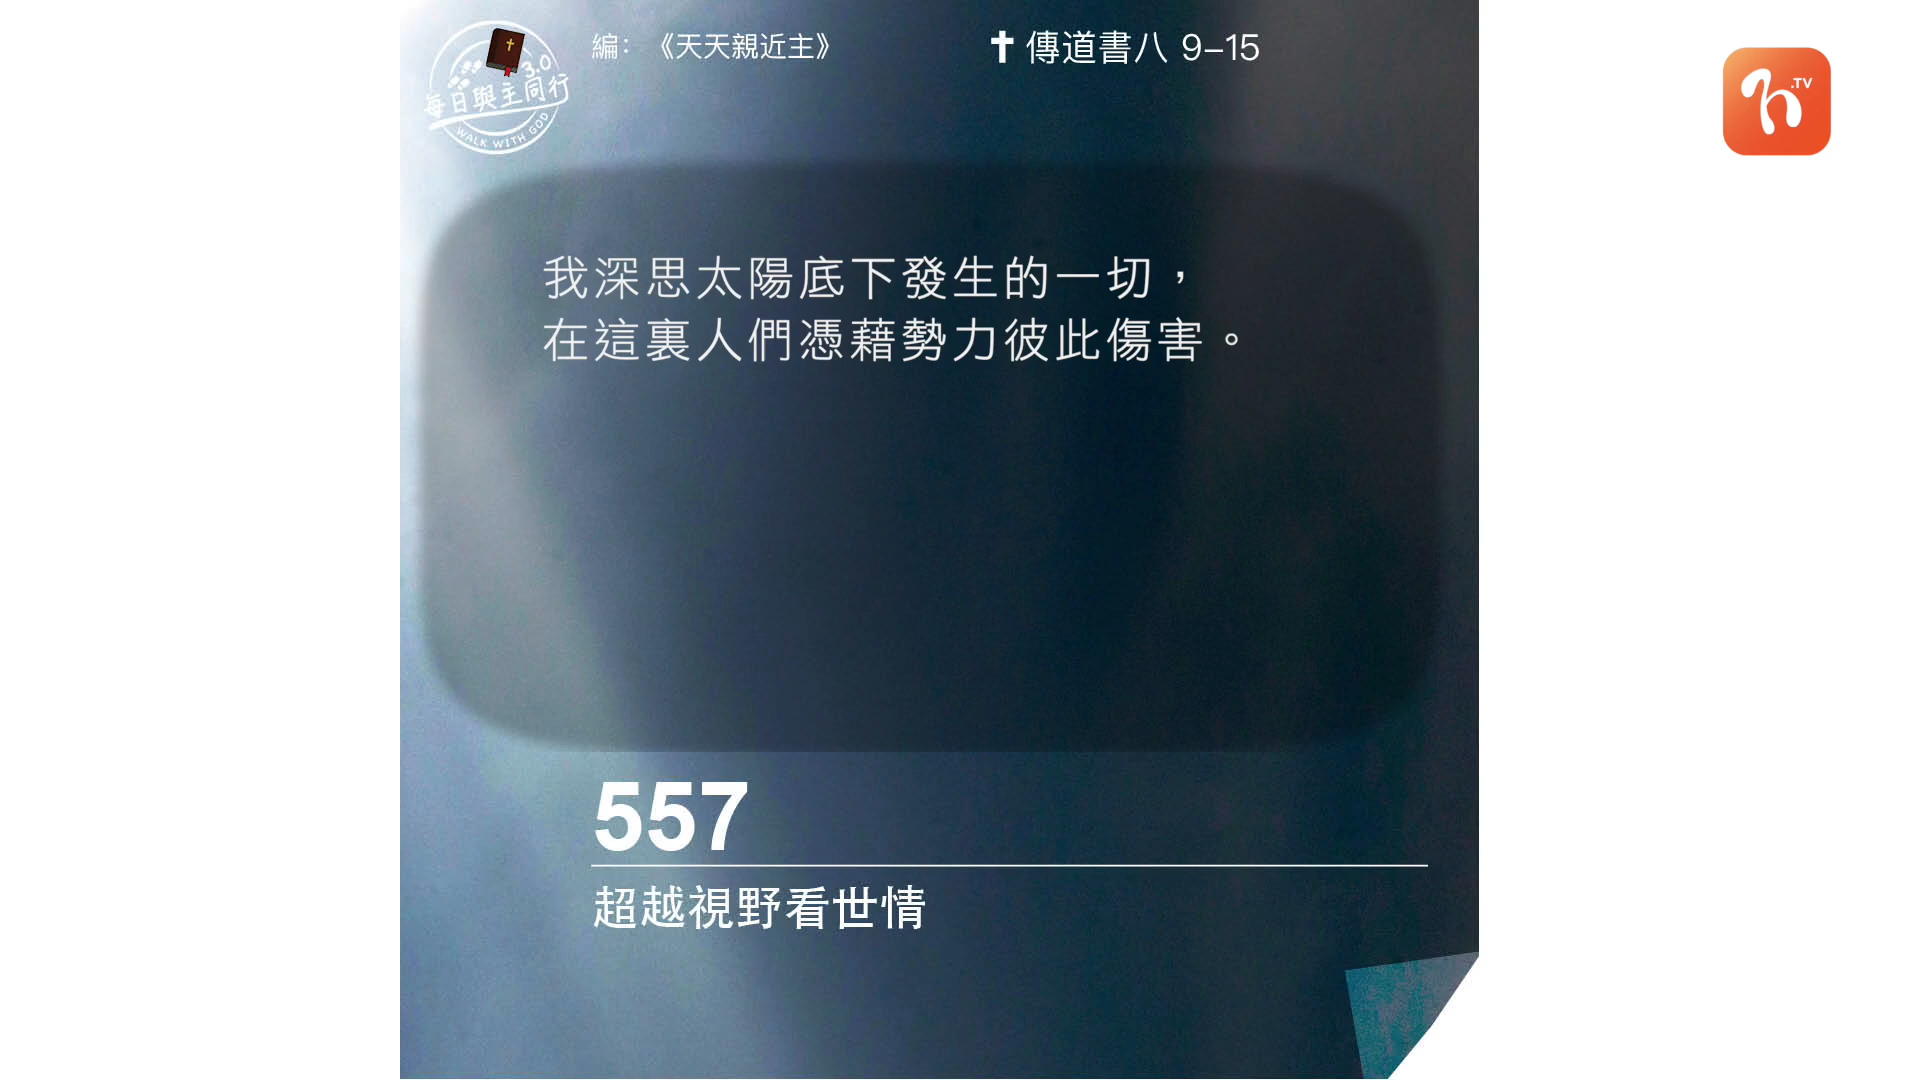 編：《天天親近主》
✝ 傳道書八 9–15
3.0
每日與主同行
WALK WITH GOD
h.TV
我深思太陽底下發生的一切，
在這裏人們憑藉勢力彼此傷害。
557
超越視野看世情